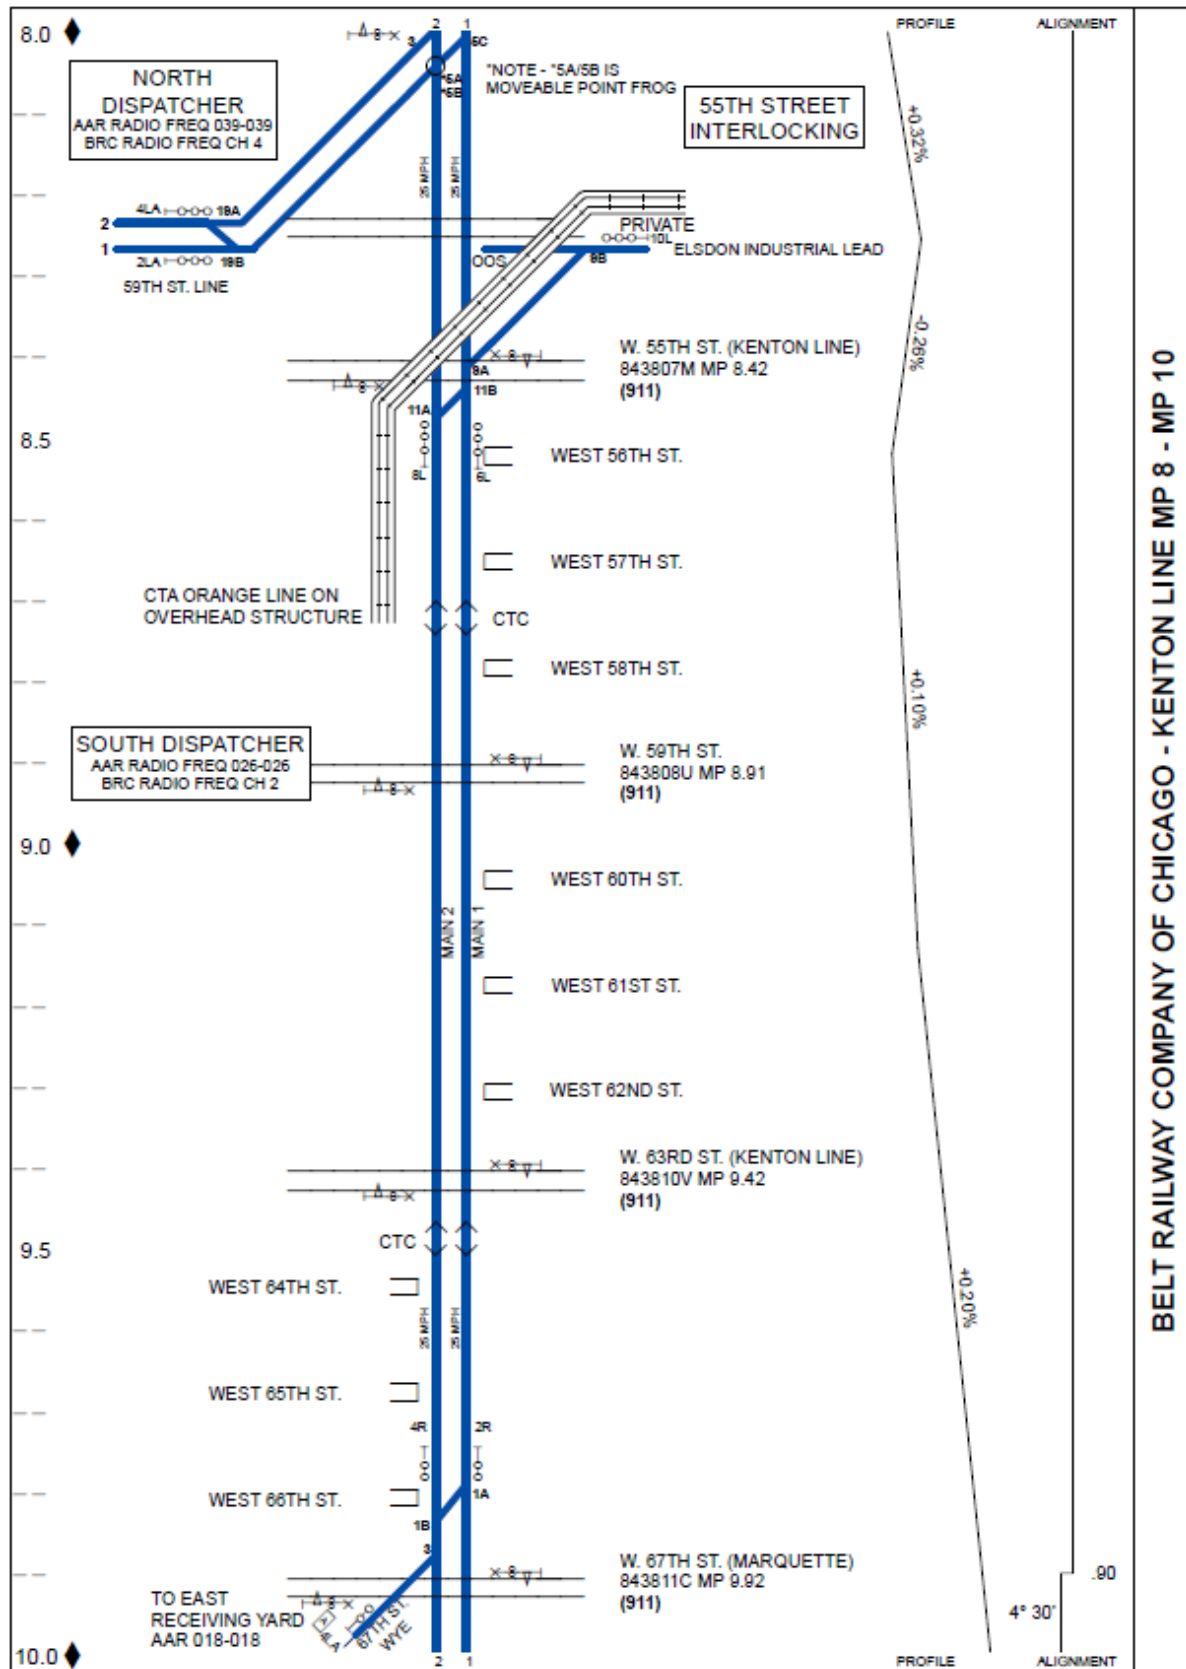 PROFILE
ALIGNMENT
8.0
2
1
3
5C
NORTH
DISPATCHER
AAR RADIO FREQ 039-039
BRC RADIO FREQ CH 4
*5A
*5B
*NOTE - *5A/5B IS
MOVEABLE POINT FROG
55TH STREET
INTERLOCKING
+0.32%
25 MPH
25 MPH
4LA
19A
2
1
2LA
19B
59TH ST. LINE
PRIVATE
10L
OOS
9B
ELSDON INDUSTRIAL LEAD
-0.26%
W. 55TH ST. (KENTON LINE)
843807M MP 8.42
(911)
9A
11B
11A
8.5
8L
6L
WEST 56TH ST.
WEST 57TH ST.
CTA ORANGE LINE ON
OVERHEAD STRUCTURE
CTC
WEST 58TH ST.
+0.10%
SOUTH DISPATCHER
AAR RADIO FREQ 026-026
BRC RADIO FREQ CH 2
W. 59TH ST.
843808U MP 8.91
(911)
9.0
WEST 60TH ST.
MAIN 2
MAIN 1
WEST 61ST ST.
WEST 62ND ST.
W. 63RD ST. (KENTON LINE)
843810V MP 9.42
(911)
CTC
9.5
WEST 64TH ST.
25 MPH
25 MPH
+0.20%
WEST 65TH ST.
4R
2R
WEST 66TH ST.
1A
1B
3
W. 67TH ST. (MARQUETTE)
843811C MP 9.92
(911)
.90
4° 30'
TO EAST
RECEIVING YARD
AAR 018-018
4LA
67TH ST.
WYE
10.0
2
1
PROFILE
ALIGNMENT
BELT RAILWAY COMPANY OF CHICAGO - KENTON LINE MP 8 - MP 10